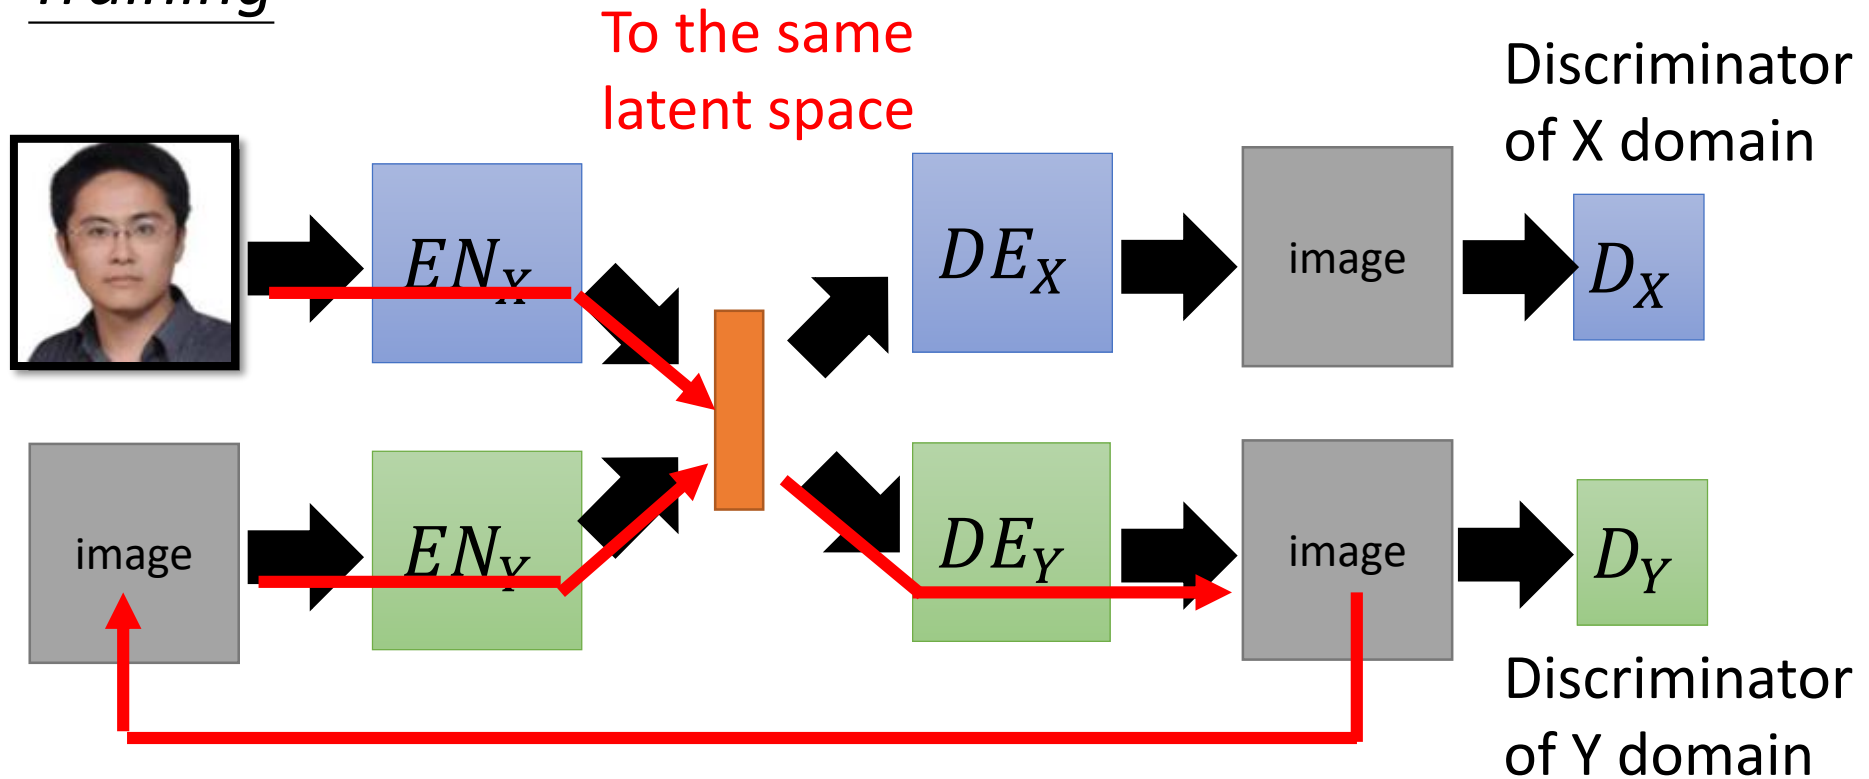 Training
To the same
latent space
Discriminator
of X domain
EN_X
DE_X
image
D_X
image
EN_Y
DE_Y
image
D_Y
Discriminator
of Y domain